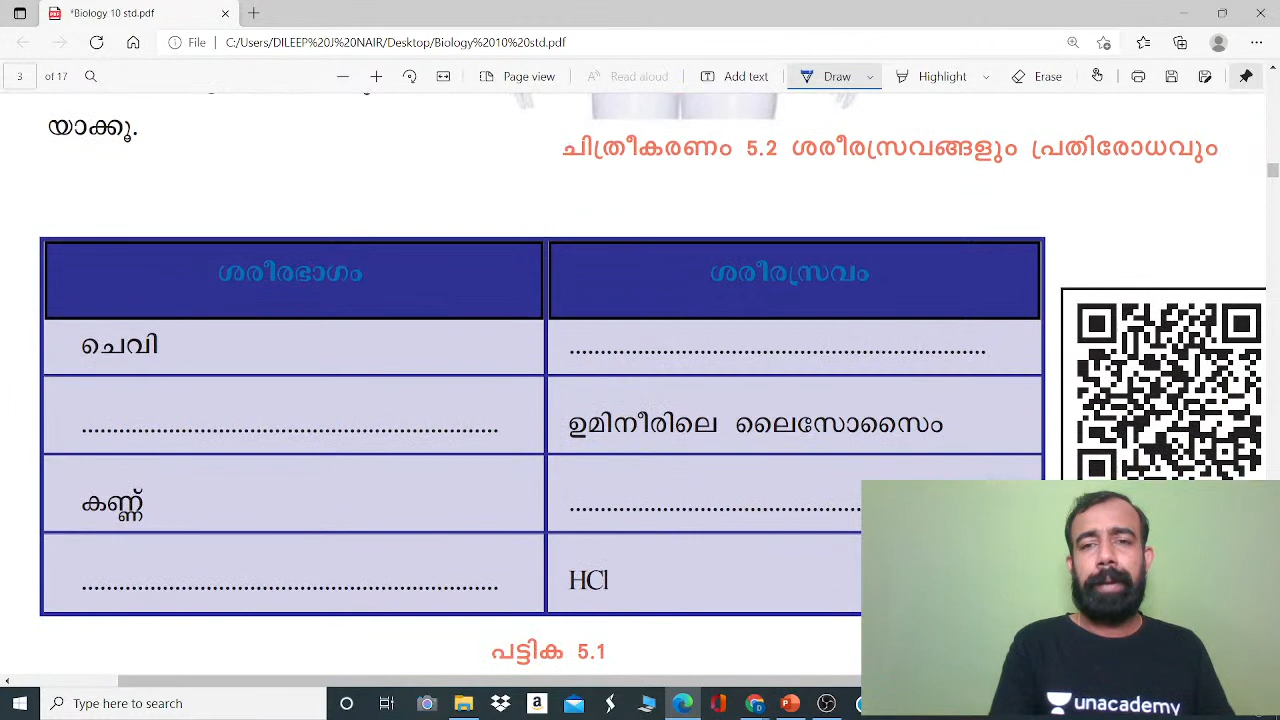 *Biology 10 std.pdf
File C:/Users/DILEEP%20J%20NAIR/Desktop/Biology%2010%20std.pdf
3 of 17 Page view Read aloud Add text Draw Highlight Erase
യാക്കൂ.
ചിത്രീകരണം 5.2 ശരീരസ്രവങ്ങളും പ്രതിരോധവും
ശരീരഭാഗം ശരീരസ്രവം
ചെവി ..................................................................
.................................................................. ഉമിനീരിലെ ലൈസോസൈം
കണ്ണ് ..............................................
.................................................................. HCl
പട്ടിക 5.1
unacademy
Type here to search